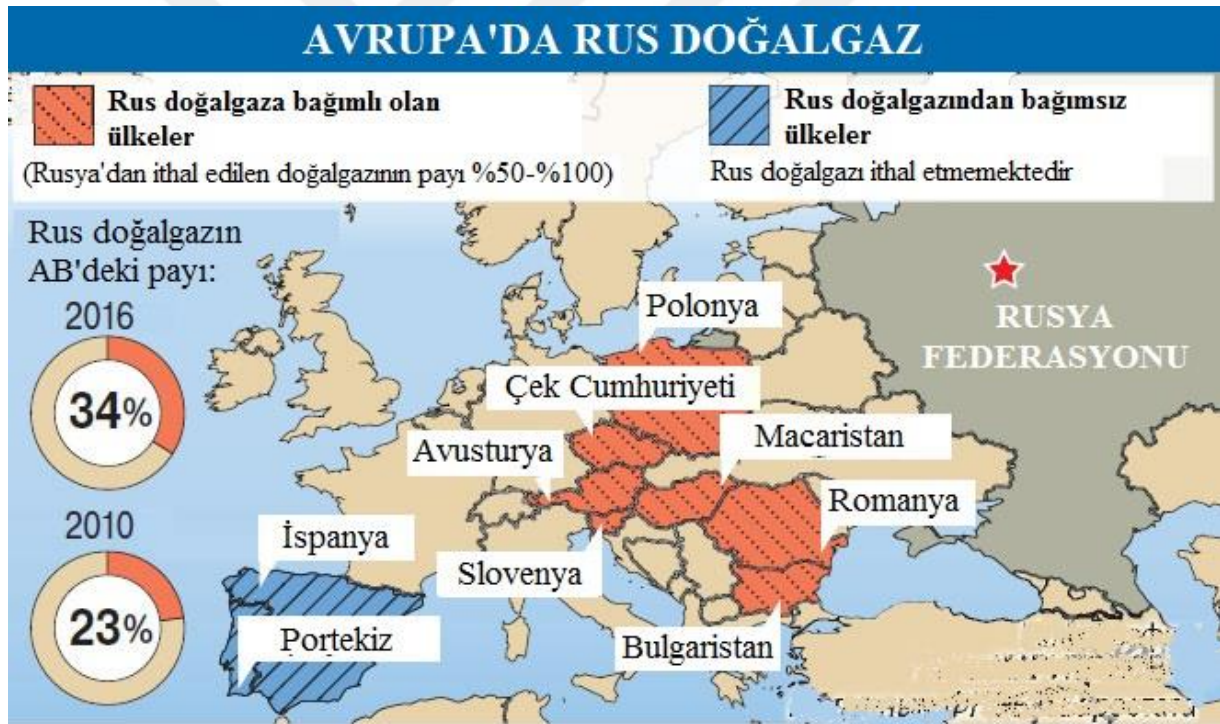 AVRUPA'DA RUS DOĞALGAZ
Rus doğalgaza bağımlı olan
ülkeler
(Rusya'dan ithal edilen doğalgazının payı %50-%100)
Rus doğalgazından bağımsız
ülkeler
Rus doğalgazı ithal etmemektedir
Rus doğalgazın
AB'deki payı:
2016
34%
2010
23%
Polonya
RUSYA
FEDERASYONU
Çek Cumhuriyeti
Avusturya
Macaristan
Romanya
İspanya
Slovenya
Portekiz
Bulgaristan